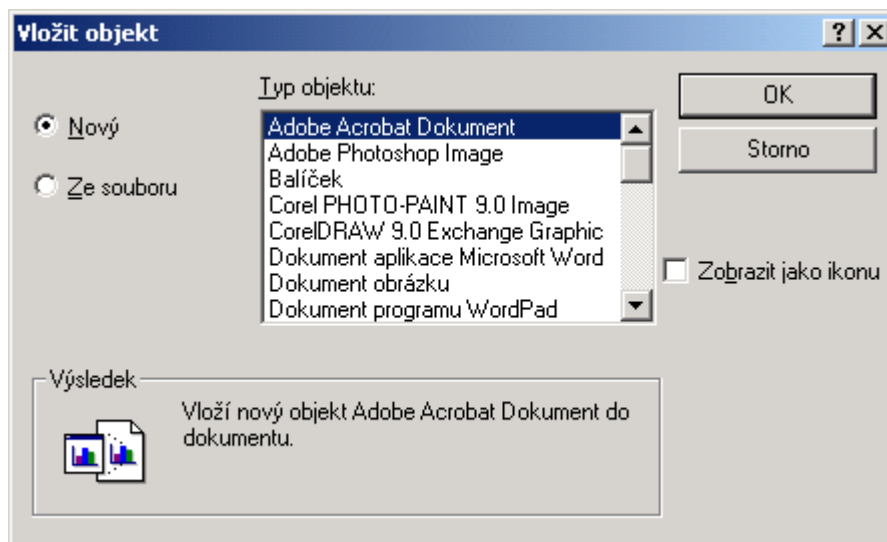 Vložit objekt
Typ objektu:
Nový
Ze souboru
Adobe Acrobat Dokument
Adobe Photoshop Image
Balíček
Corel PHOTO-PAINT 9.0 Image
CorelDRAW 9.0 Exchange Graphic
Dokument aplikace Microsoft Word
Dokument obrázku
Dokument programu WordPad
OK
Storno
Zobrazit jako ikonu
Výsledek
Vloží nový objekt Adobe Acrobat Dokument do
dokumentu.